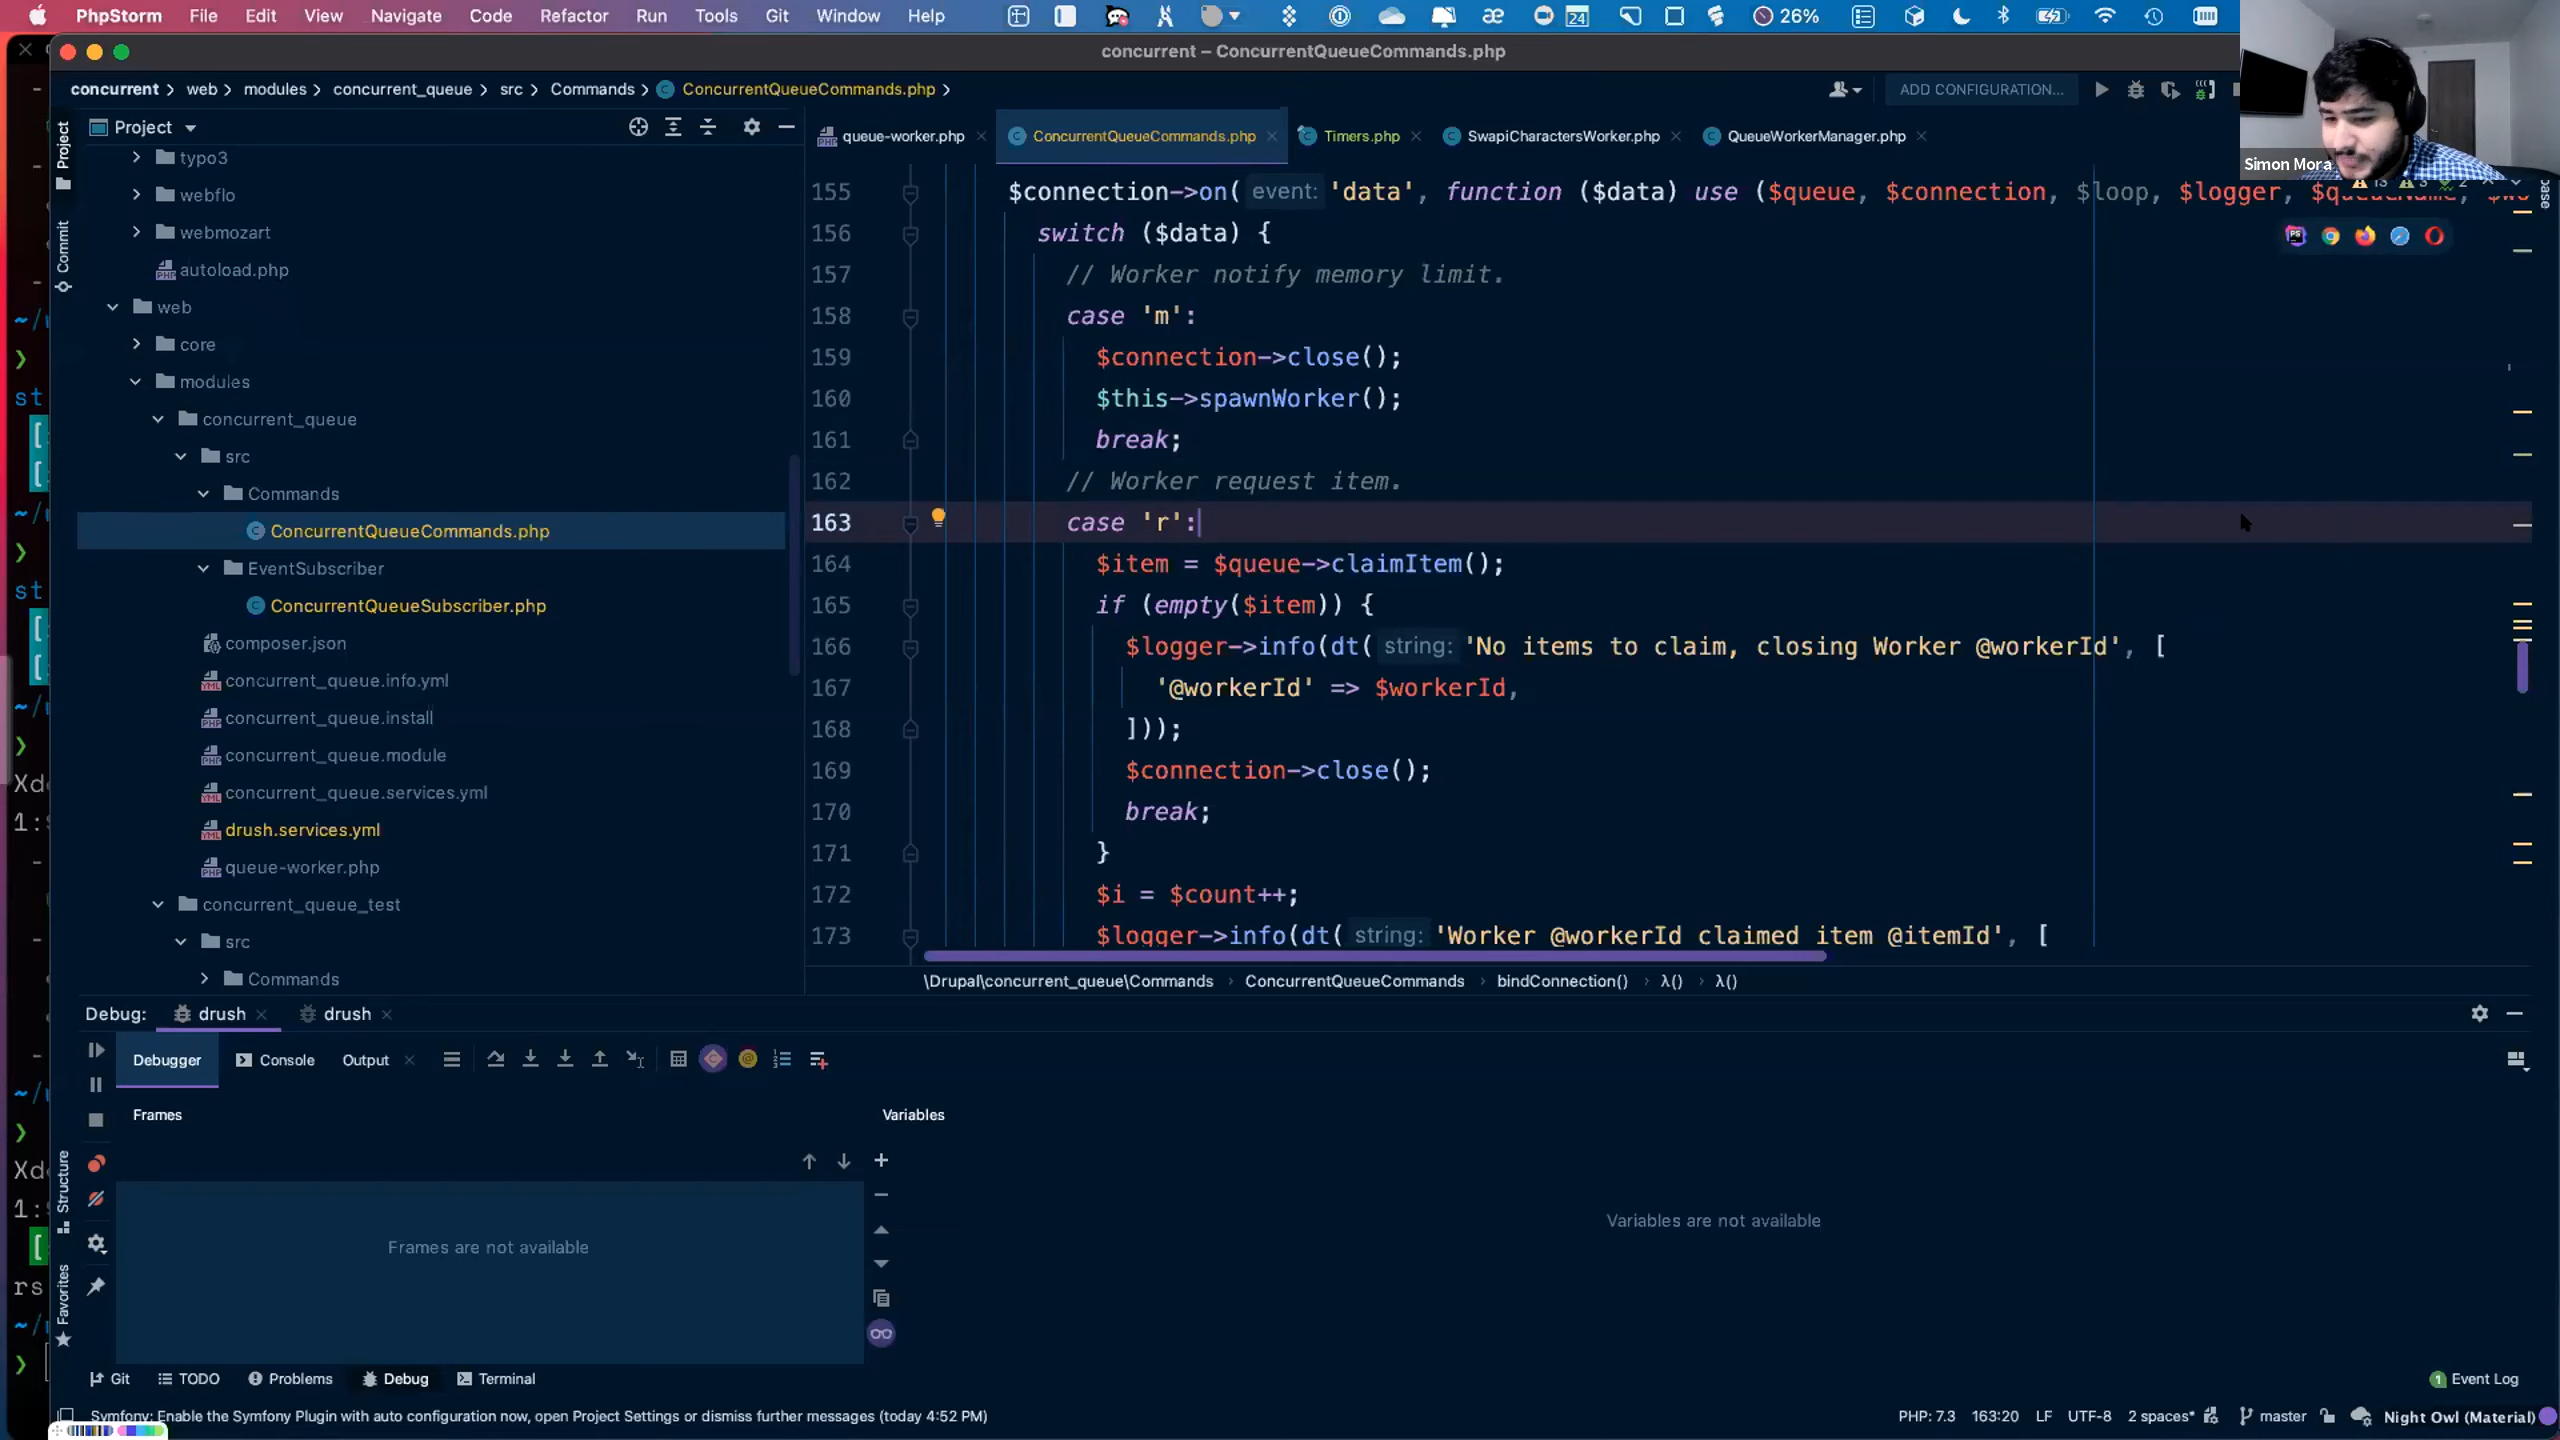 PhpStorm File Edit View Navigate Code Refactor Run Tools Git Window Help 24 26%
concurrent – ConcurrentQueueCommands.php
concurrent › web › modules › concurrent_queue › src › Commands › ConcurrentQueueCommands.php ›
ADD CONFIGURATION...
Simon Mora
Project
Commit
Structure
Favorites
Project
typo3
webflo
webmozart
autoload.php
web
core
modules
concurrent_queue
src
Commands
ConcurrentQueueCommands.php
EventSubscriber
ConcurrentQueueSubscriber.php
composer.json
concurrent_queue.info.yml
concurrent_queue.install
concurrent_queue.module
concurrent_queue.services.yml
drush.services.yml
queue-worker.php
concurrent_queue_test
src
Commands
queue-worker.php ConcurrentQueueCommands.php Timers.php SwapiCharactersWorker.php QueueWorkerManager.php
155 $connection->on( event: 'data', function ($data) use ($queue, $connection, $loop, $logger, $queueName,
156 switch ($data) {
157 // Worker notify memory limit.
158 case 'm':
159 $connection->close();
160 $this->spawnWorker();
161 break;
162 // Worker request item.
163 case 'r':
164 $item = $queue->claimItem();
165 if (empty($item)) {
166 $logger->info(dt( string: 'No items to claim, closing Worker @workerId', [
167 '@workerId' => $workerId,
168 ]));
169 $connection->close();
170 break;
171 }
172 $i = $count++;
173 $logger->info(dt( string: 'Worker @workerId claimed item @itemId', [
\Drupal\concurrent_queue\Commands › ConcurrentQueueCommands › bindConnection() › λ() › λ()
Debug: drush drush
Debugger Console Output
Frames
Variables
Frames are not available
Variables are not available
Git TODO Problems Debug Terminal
1 Event Log
Symfony: Enable the Symfony Plugin with auto configuration now, open Project Settings or dismiss further messages (today 4:52 PM)
PHP: 7.3 163:20 LF UTF-8 2 spaces* master Night Owl (Material)